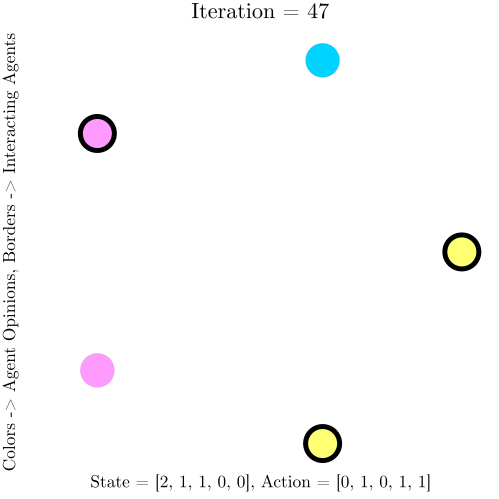 Iteration = 47
Colors -> Agent Opinions, Borders -> Interacting Agents
State = [2, 1, 1, 0, 0], Action = [0, 1, 0, 1, 1]